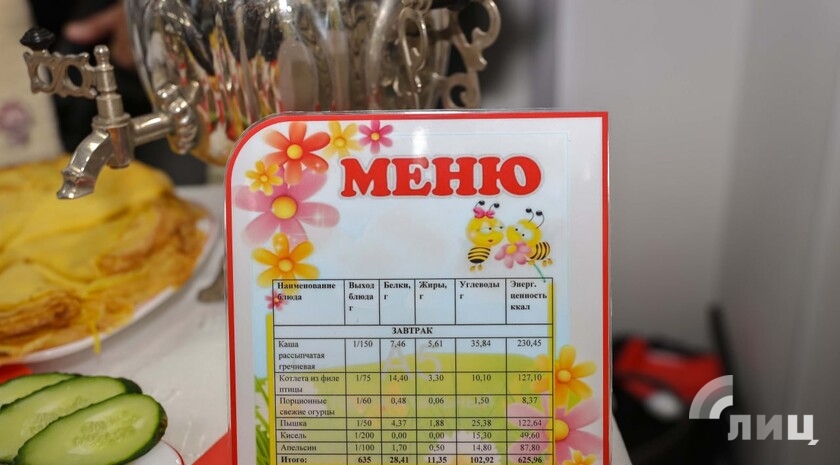 МЕНЮ
Наименование блюда Выход блюда г Белки, г Жиры, г Углеводы г Энерг. ценность ккал
ЗАВТРАК
Каша рассыпчатая гречневая 1/150 7,46 5,61 35,84 230,45
Котлета из филе птицы 1/75 14,40 3,30 10,10 127,10
Порционные свежие огурцы 1/60 0,48 0,06 1,50 8,37
Пышка 1/50 4,37 1,88 25,38 122,64
Кисель 1/200 0,00 0,00 15,30 49,60
Апельсин 1/100 1,70 0,50 14,80 87,80
Итого: 635 28,41 11,35 102,92 625,96
ЛИЦ